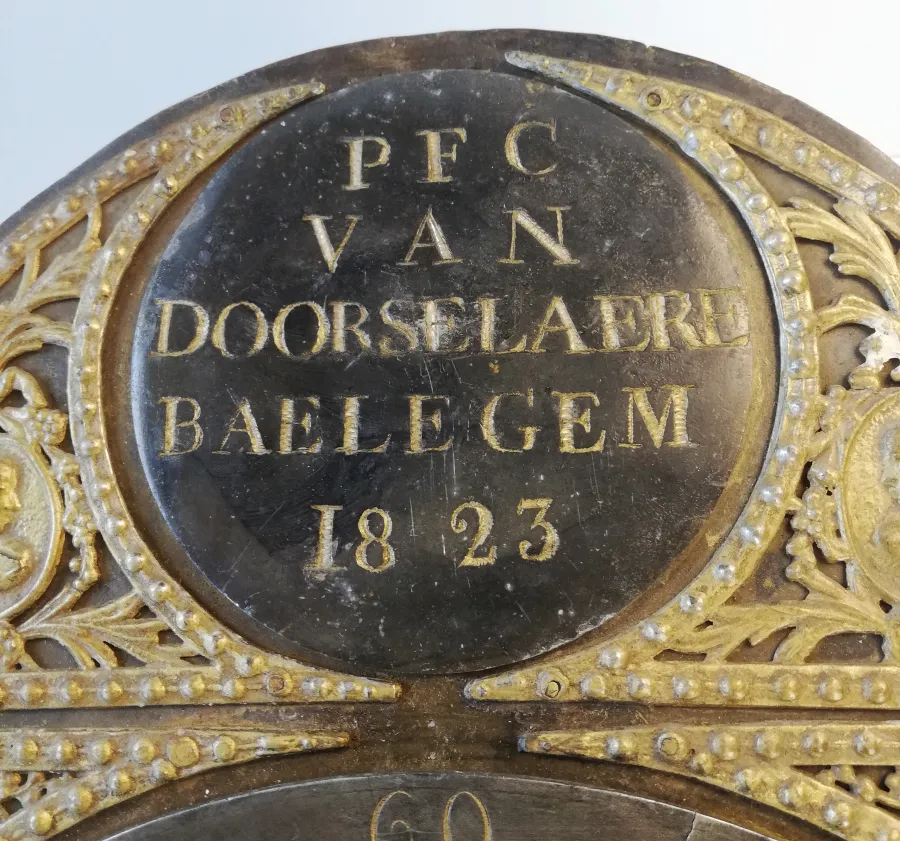 PFC
VAN
DOORSELAERE
BAELEGEM
1823
60